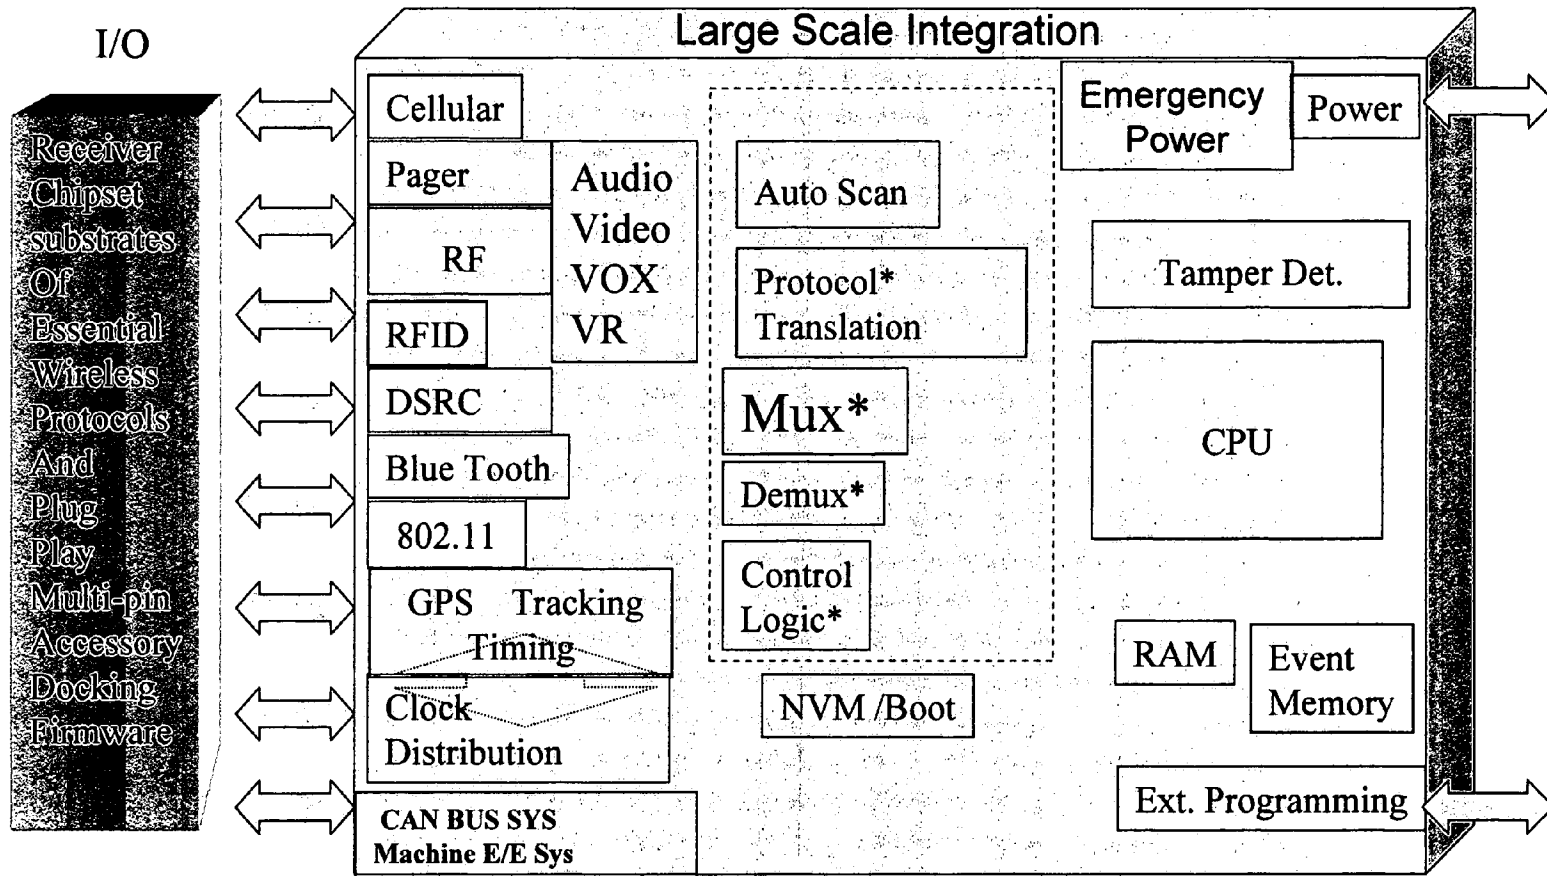 Large Scale Integration
I/O
Receiver
Chipset
substrates
Of
Essential
Wireless
Protocols
And
Plug
Play
Multi-pin
Accessory
Docking
Firmware
Cellular
Pager
RF
RFID
DSRC
Blue Tooth
802.11
GPS Tracking
Timing
Clock
Distribution
CAN BUS SYS
Machine E/E Sys
Audio
Video
VOX
VR
Auto Scan
Protocol*
Translation
Mux*
Demux*
Control
Logic*
NVM /Boot
Emergency
Power
Power
Tamper Det.
CPU
RAM
Event
Memory
Ext. Programming